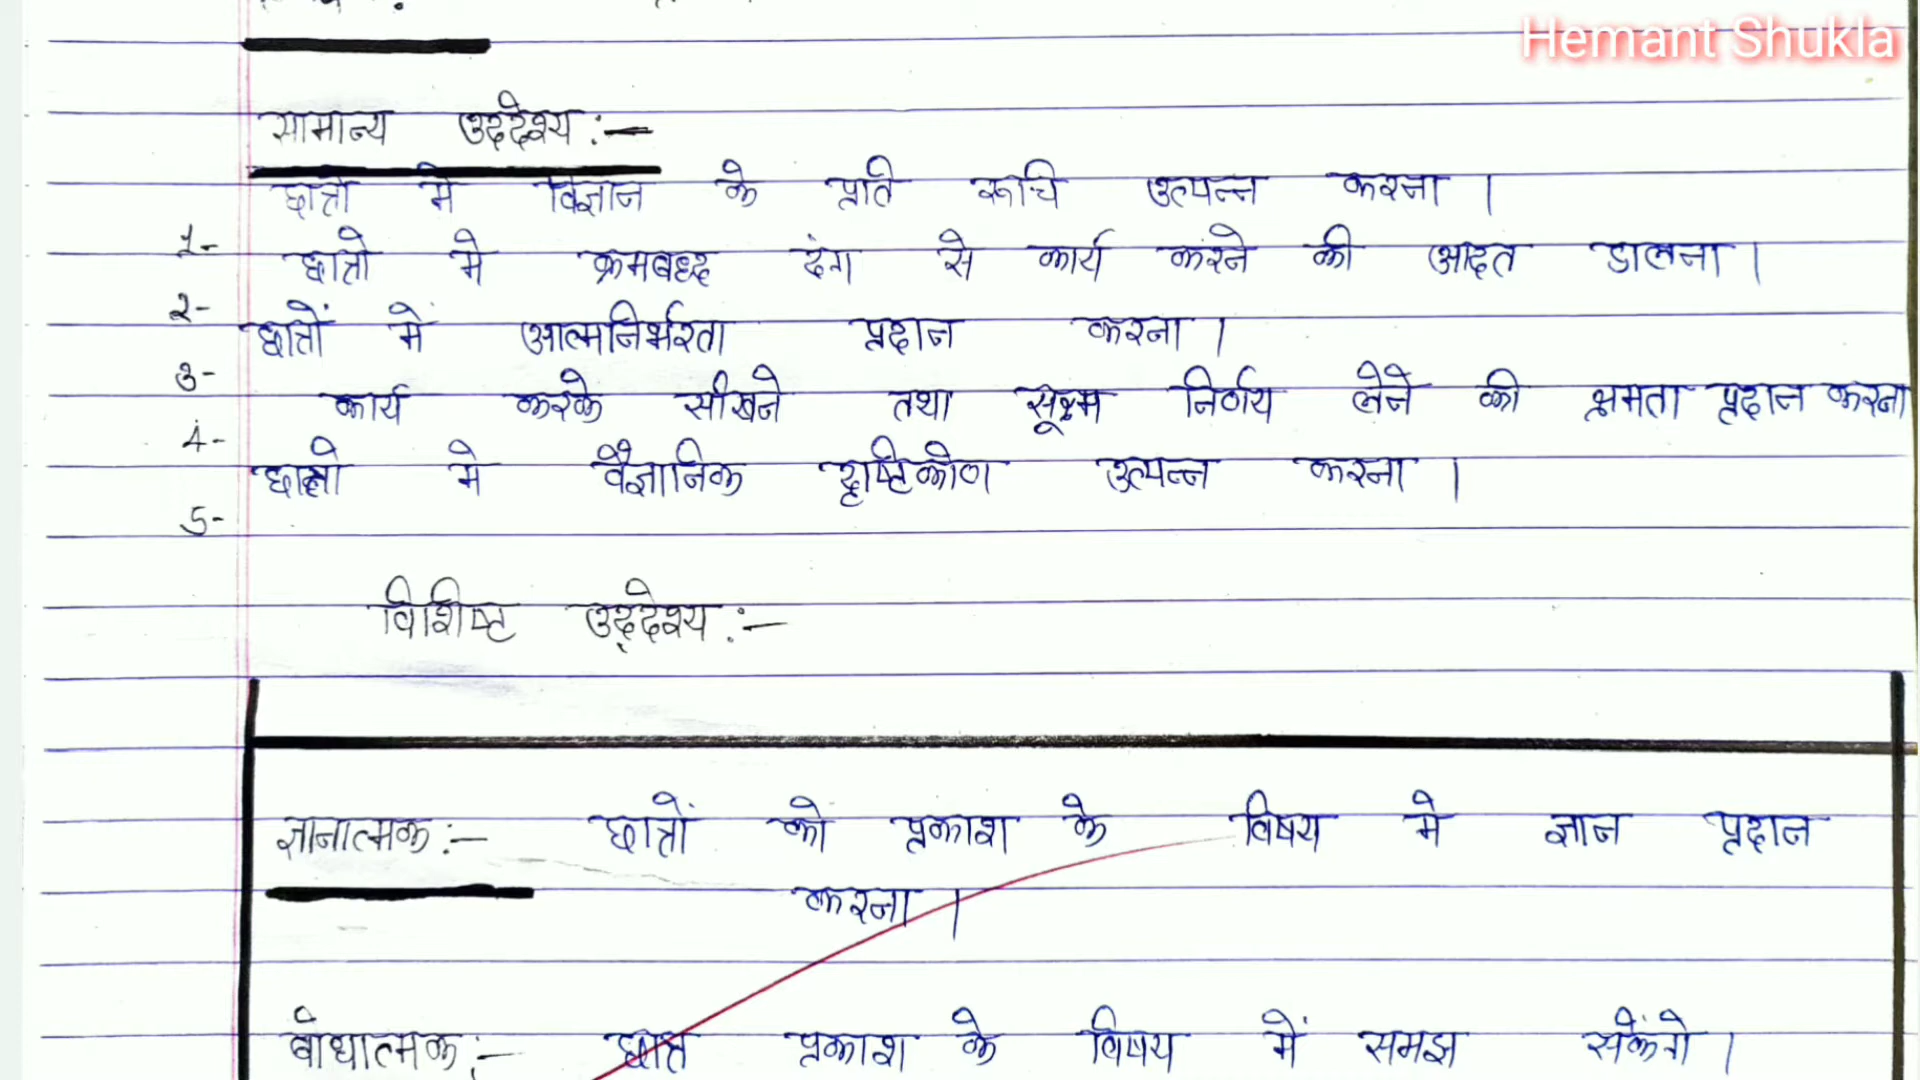 Hemant Shukla
सामान्य उद्देश्य :-
छात्रो मे विज्ञान के प्रति रूचि उत्पन्न करना ।
1- छात्रो मे क्रमबध्द ढंग से कार्य करने की आदत डालना ।
2- छात्रों में आत्मनिर्भरता प्रदान करना ।
3- कार्य करके सीखने तथा सूक्ष्म निर्णय लेने की क्षमता प्रदान करना
4- छात्रो मे वैज्ञानिक दृष्टिकोण उत्पन्न करना ।
5-
विशिष्ट उद्देश्य :-
ज्ञानात्मक :- छात्रों को प्रकाश के विषय मे ज्ञान प्रदान
करना ।
बोधात्मक :- छात्र प्रकाश के विषय में समझ सकेंगे ।